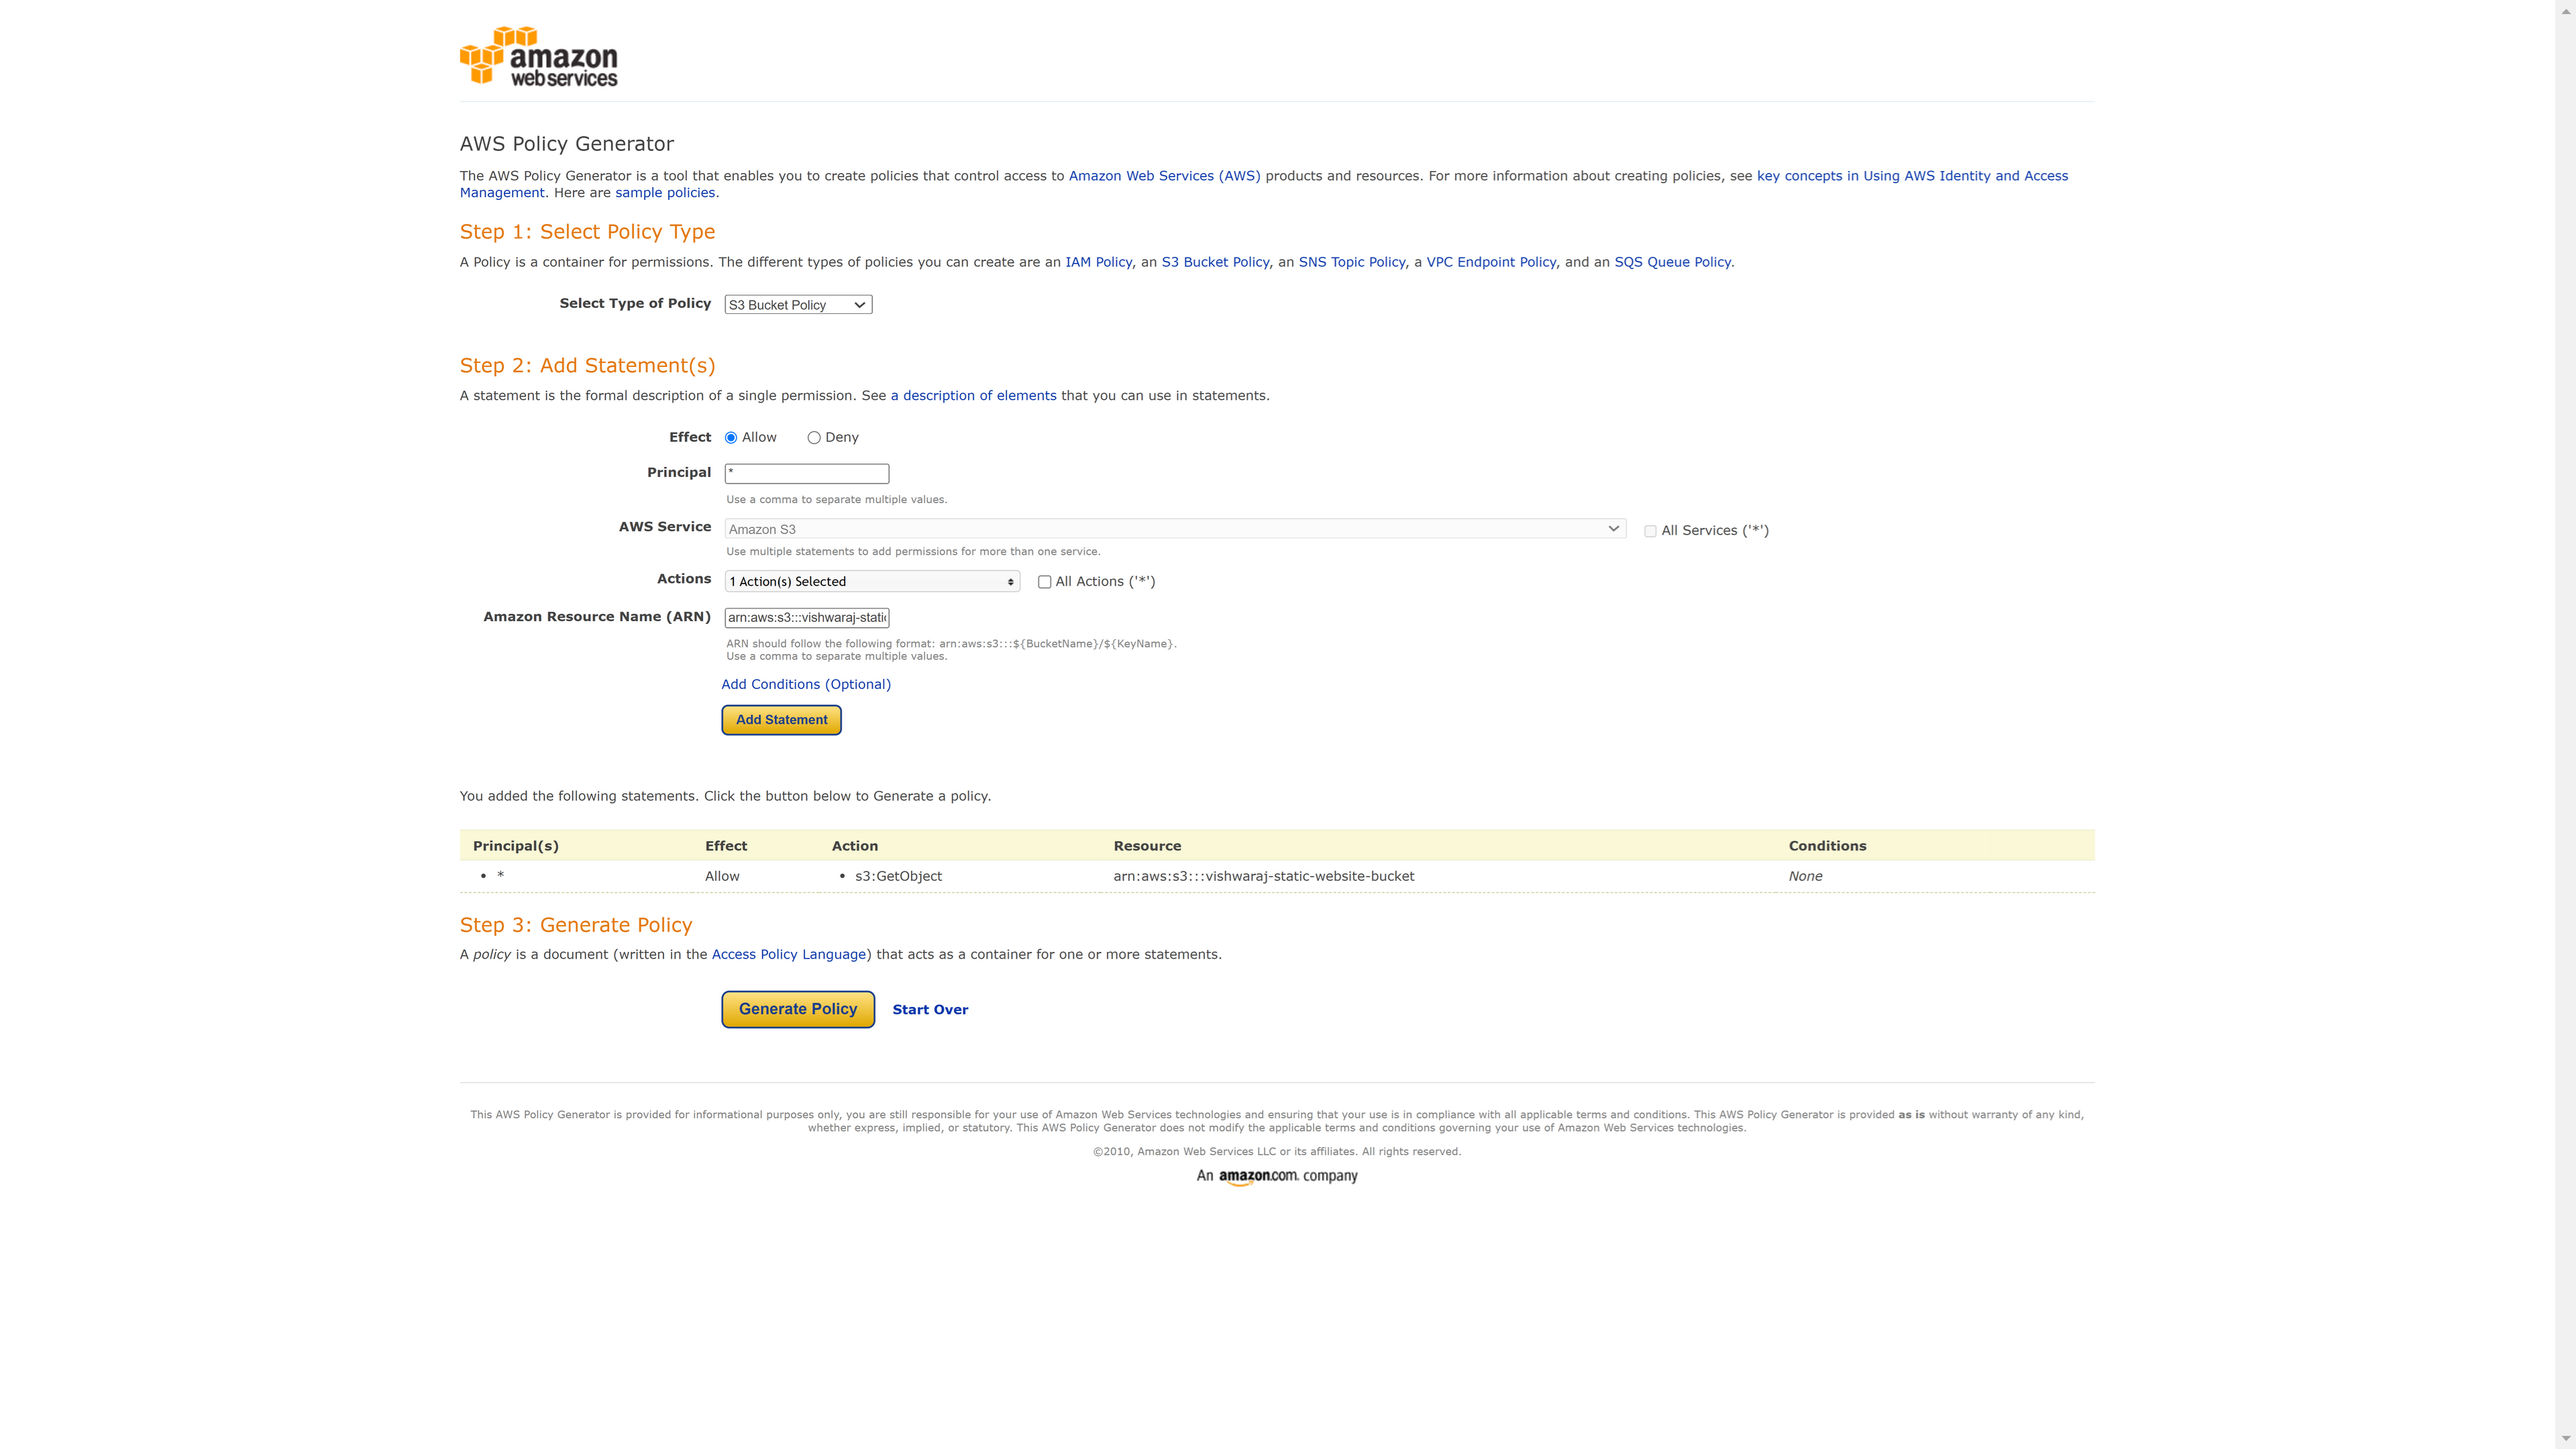 amazon
webservices
AWS Policy Generator
The AWS Policy Generator is a tool that enables you to create policies that control access to Amazon Web Services (AWS) products and resources. For more information about creating policies, see key concepts in Using AWS Identity and Access
Management. Here are sample policies.
Step 1: Select Policy Type
A Policy is a container for permissions. The different types of policies you can create are an IAM Policy, an S3 Bucket Policy, an SNS Topic Policy, a VPC Endpoint Policy, and an SQS Queue Policy.
Select Type of Policy S3 Bucket Policy
Step 2: Add Statement(s)
A statement is the formal description of a single permission. See a description of elements that you can use in statements.
Effect Allow Deny
Principal *
Use a comma to separate multiple values.
AWS Service Amazon S3 All Services ('*')
Use multiple statements to add permissions for more than one service.
Actions 1 Action(s) Selected All Actions ('*')
Amazon Resource Name (ARN) arn:aws:s3:::vishwaraj-stati
ARN should follow the following format: arn:aws:s3:::${BucketName}/${KeyName}.
Use a comma to separate multiple values.
Add Conditions (Optional)
Add Statement
You added the following statements. Click the button below to Generate a policy.
Principal(s) Effect Action Resource Conditions
• * Allow • s3:GetObject arn:aws:s3:::vishwaraj-static-website-bucket None
Step 3: Generate Policy
A policy is a document (written in the Access Policy Language) that acts as a container for one or more statements.
Generate Policy Start Over
This AWS Policy Generator is provided for informational purposes only, you are still responsible for your use of Amazon Web Services technologies and ensuring that your use is in compliance with all applicable terms and conditions. This AWS Policy Generator is provided as is without warranty of any kind,
whether express, implied, or statutory. This AWS Policy Generator does not modify the applicable terms and conditions governing your use of Amazon Web Services technologies.
©2010, Amazon Web Services LLC or its affiliates. All rights reserved.
An amazon.com. company